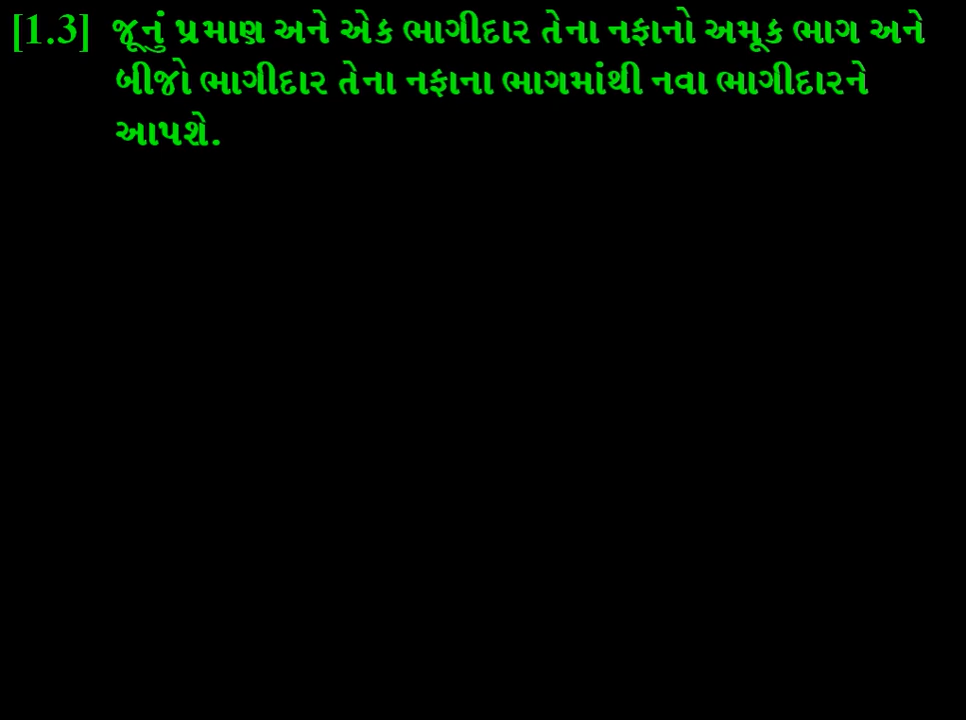 [1.3] જૂનું પ્રમાણ અને એક ભાગીદાર તેના નફાનો અમૂક ભાગ અને
બીજો ભાગીદાર તેના નફાના ભાગમાંથી નવા ભાગીદારને
આપશે.